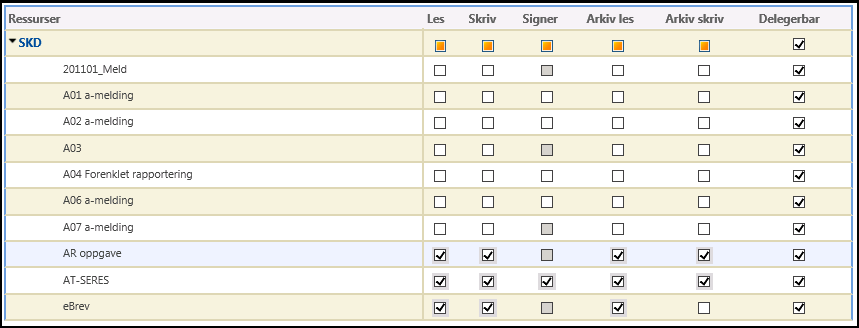 Ressurser Les Skriv Signer Arkiv les Arkiv skriv Delegerbar
SKD
201101_Meld
A01 a-melding
A02 a-melding
A03
A04 Forenklet rapportering
A06 a-melding
A07 a-melding
AR oppgave
AT-SERES
eBrev